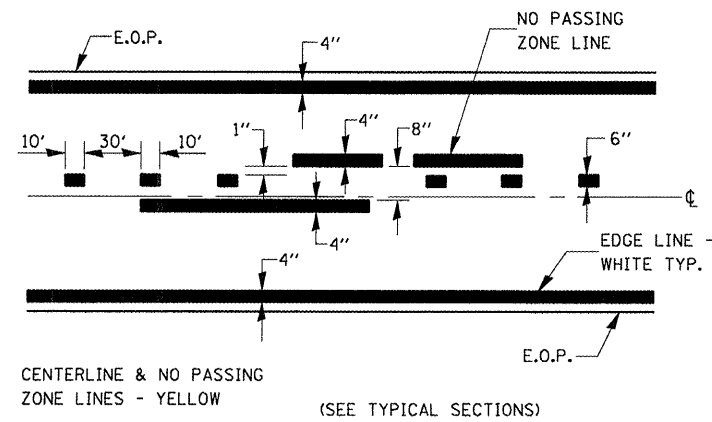 NO PASSING
ZONE LINE
E.O.P.
4"
10' 30' 10'
1"
4"
8"
6"
℄
4"
EDGE LINE -
WHITE TYP.
4"
E.O.P.
CENTERLINE & NO PASSING
ZONE LINES - YELLOW
(SEE TYPICAL SECTIONS)